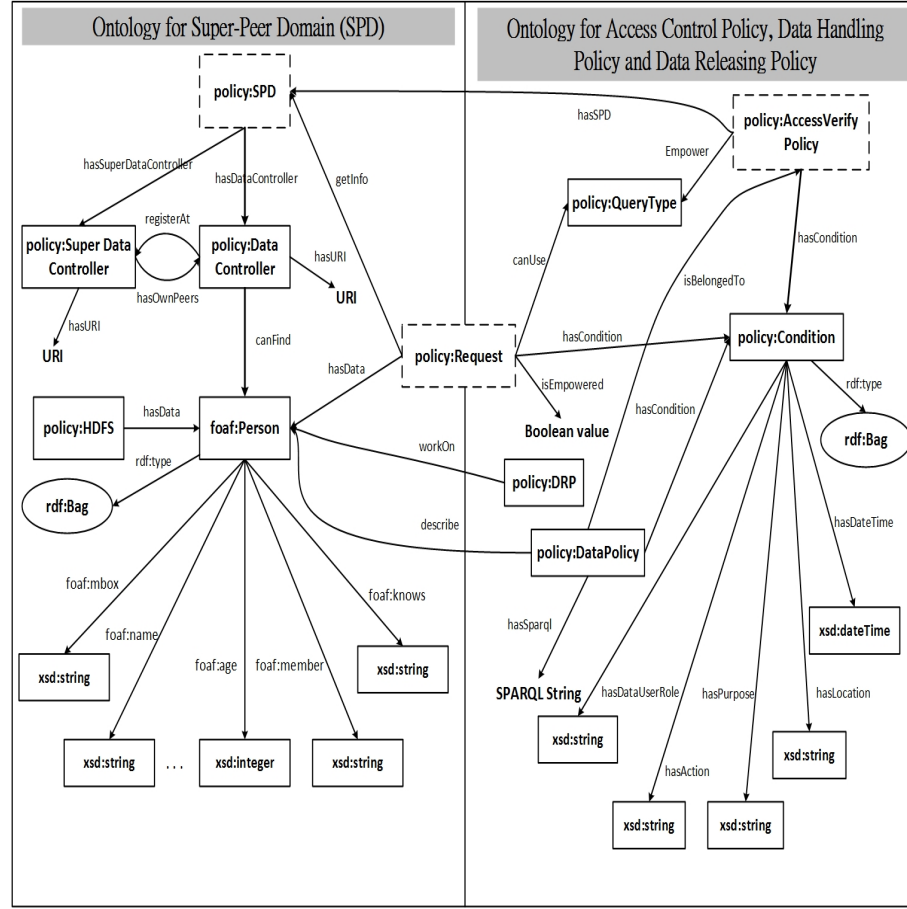 Ontology for Super-Peer Domain (SPD)
Ontology for Access Control Policy, Data Handling
Policy and Data Releasing Policy
policy:SPD
hasSPD
policy:AccessVerify
Policy
Empower
hasSuperDataController
hasDataController
getInfo
policy:QueryType
registerAt
policy:Super Data
Controller
policy:Data
Controller
hasOwnPeers
hasURI
URI
hasURI
URI
canUse
hasCondition
isBelongedTo
canFind
policy:Request
hasCondition
policy:Condition
hasData
isEmpowered
Boolean value
hasCondition
rdf:type
rdf:Bag
policy:HDFS
hasData
foaf:Person
rdf:type
rdf:Bag
workOn
policy:DRP
describe
policy:DataPolicy
hasDateTime
foaf:mbox
foaf:name
foaf:age
foaf:member
foaf:knows
hasSparql
SPARQL String
xsd:dateTime
xsd:string
xsd:string
hasDataUserRole
hasPurpose
hasLocation
xsd:string
xsd:string
...
xsd:integer
xsd:string
hasAction
xsd:string
xsd:string
xsd:string